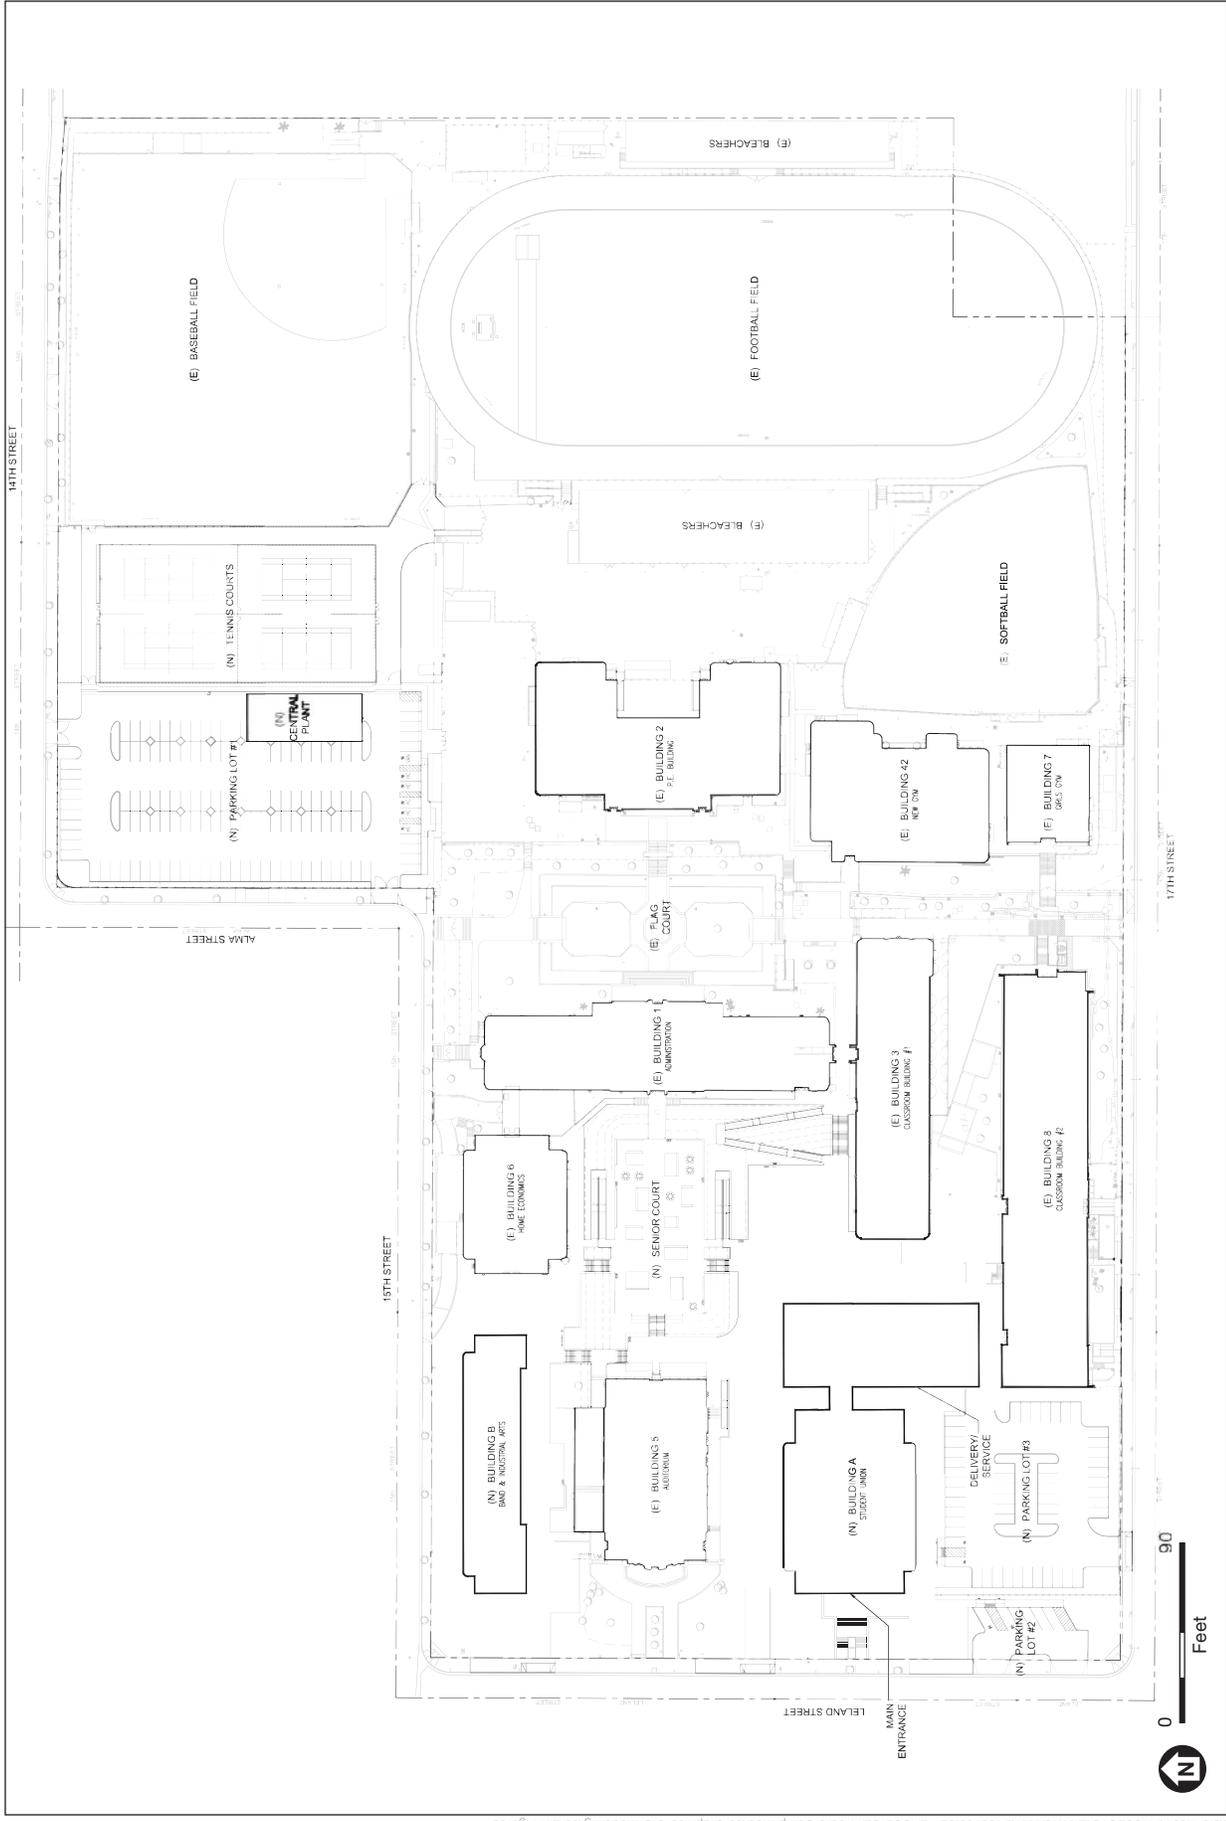 14TH STREET
(E) BASEBALL FIELD
(E) BLEACHERS
(E) FOOTBALL FIELD
(E) BLEACHERS
(N) TENNIS COURTS
(N)
CENTRAL
PLANT
(N) PARKING LOT #1
(E) SOFTBALL FIELD
(E) BUILDING 2
P.E. BUILDING
(E) BUILDING 42
NEW GYM
(E) BUILDING 7
GIRLS GYM
17TH STREET
ALMA STREET
(E) FLAG
COURT
(E) BUILDING 1
ADMINISTRATION
(E) BUILDING 3
CLASSROOM BUILDING #1
(E) BUILDING 8
CLASSROOM BUILDING #2
(E) BUILDING 6
HOME ECONOMICS
(N) SENIOR COURT
15TH STREET
(N) BUILDING B
BAND & INDUSTRIAL ARTS
(E) BUILDING 5
AUDITORIUM
(N) BUILDING A
STUDENT UNION
DELIVERY/
SERVICE
(N) PARKING LOT #3
(N) PARKING
LOT #2
LELAND STREET
MAIN
ENTRANCE
0
90
Feet
N